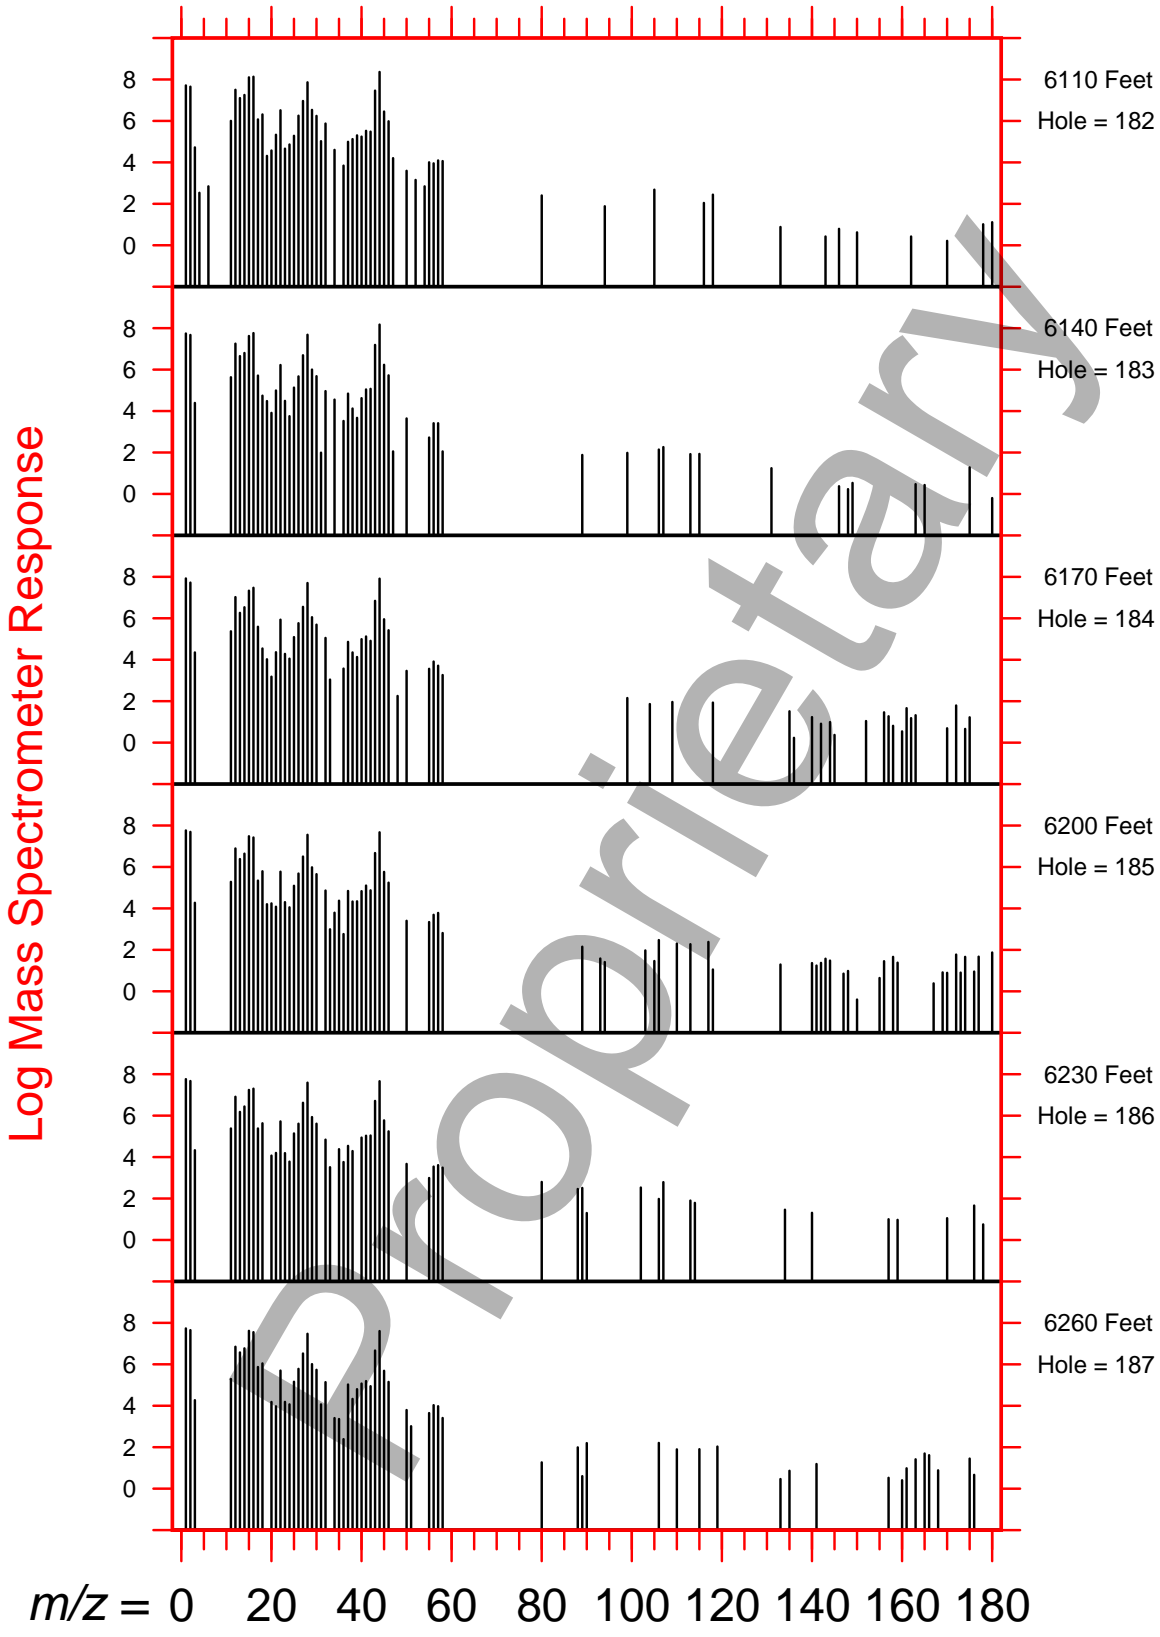 8
6
4
2
0
6110 Feet
Hole = 182
8
6
4
2
0
6140 Feet
Hole = 183
8
6
4
2
0
6170 Feet
Hole = 184
8
6
4
2
0
6200 Feet
Hole = 185
8
6
4
2
0
6230 Feet
Hole = 186
8
6
4
2
0
6260 Feet
Hole = 187
Log Mass Spectrometer Response
Proprietary
m/z = 0 20 40 60 80 100 120 140 160 180